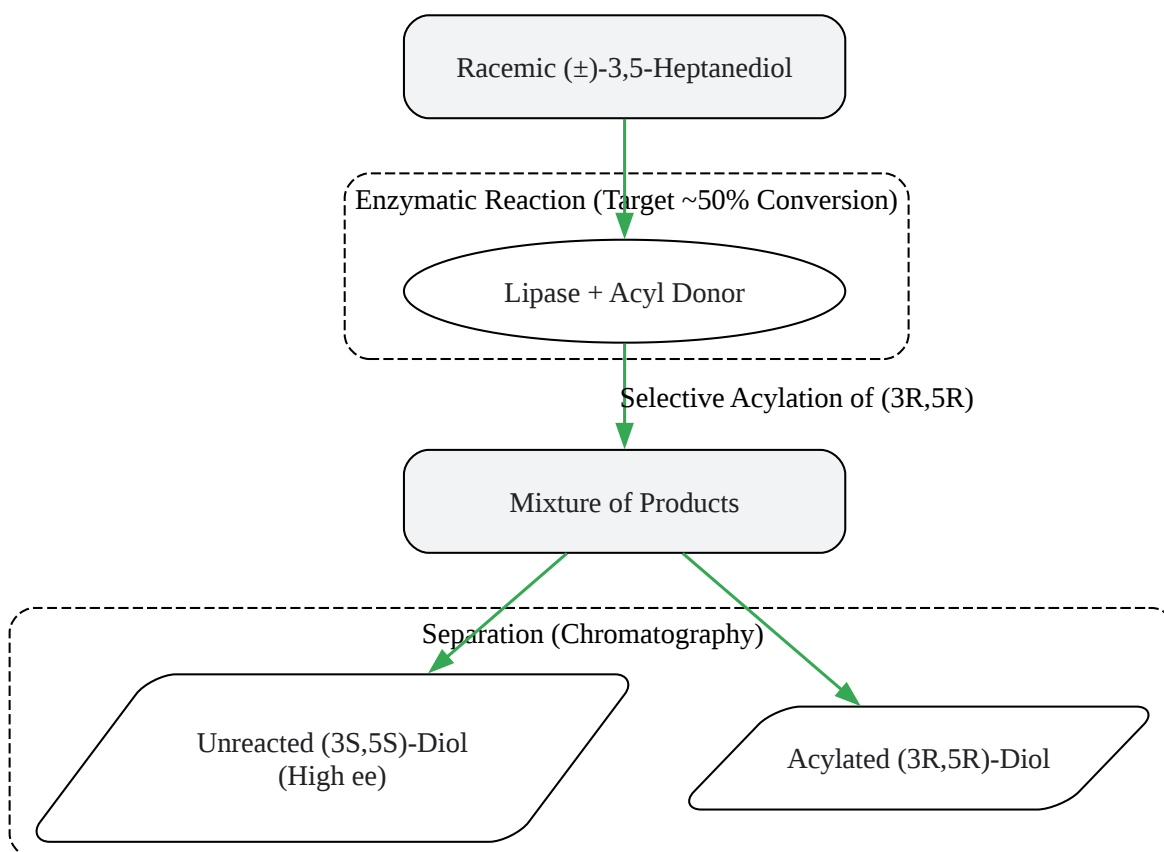 Racemic (±)-3,5-Heptanediol
Enzymatic Reaction (Target ~50% Conversion)
Lipase + Acyl Donor
Selective Acylation of (3R,5R)
Mixture of Products
Separation (Chromatography)
Unreacted (3S,5S)-Diol
(High ee)
Acylated (3R,5R)-Diol